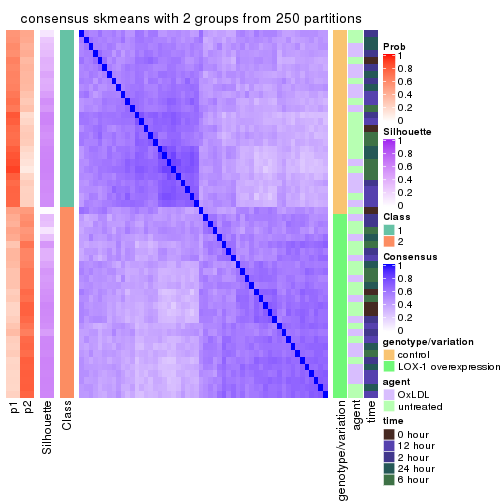 consensus skmeans with 2 groups from 250 partitions
Prob
1
0.8
0.6
0.4
0.2
0
Silhouette
1
0.8
0.6
0.4
0.2
0
Class
1
2
Consensus
1
0.8
0.6
0.4
0.2
0
genotype/variation
control
LOX-1 overexpression
agent
OxLDL
untreated
time
0 hour
12 hour
2 hour
24 hour
6 hour
p1
p2
Silhouette
Class
genotype/variation
agent
time